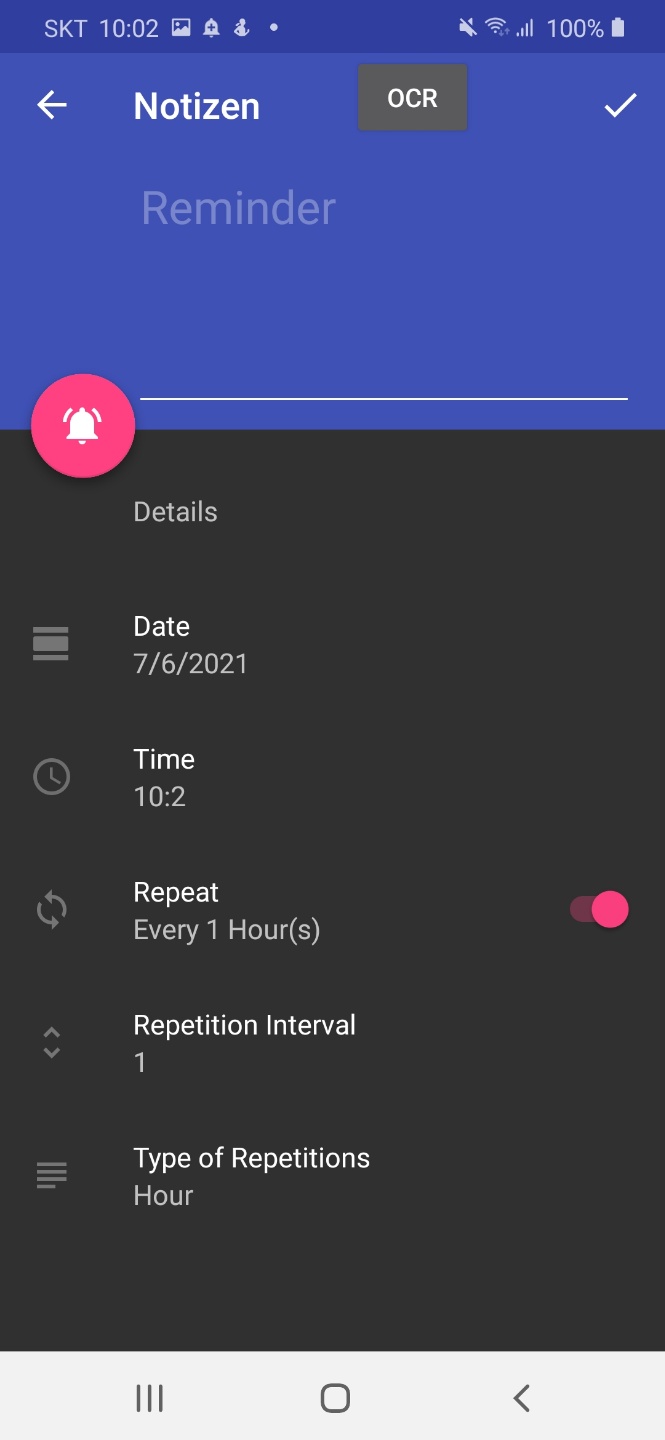 SKT 10:02 100%
Notizen OCR
Reminder
Details
Date
7/6/2021
Time
10:2
Repeat
Every 1 Hour(s)
Repetition Interval
1
Type of Repetitions
Hour